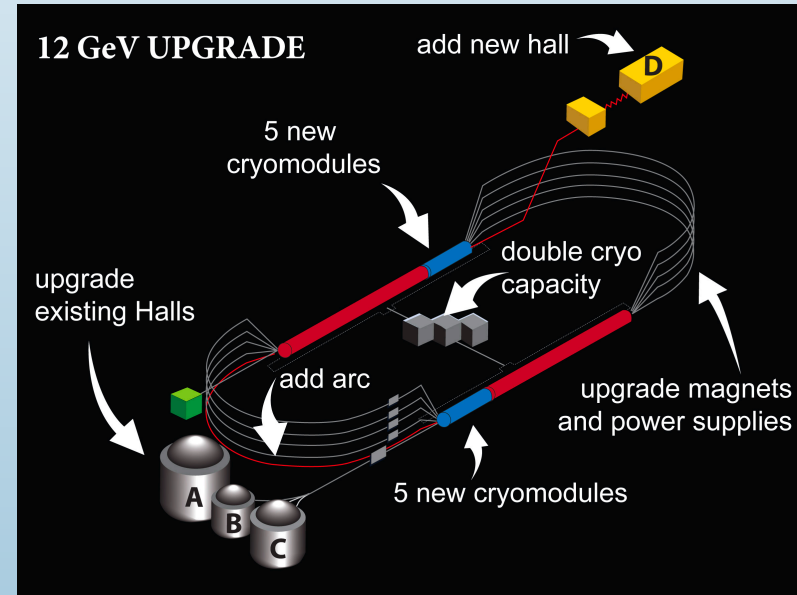 12 GeV UPGRADE
add new hall
D
5 new
cryomodules
double cryo
capacity
upgrade
existing Halls
add arc
upgrade magnets
and power supplies
5 new cryomodules
A
B
C